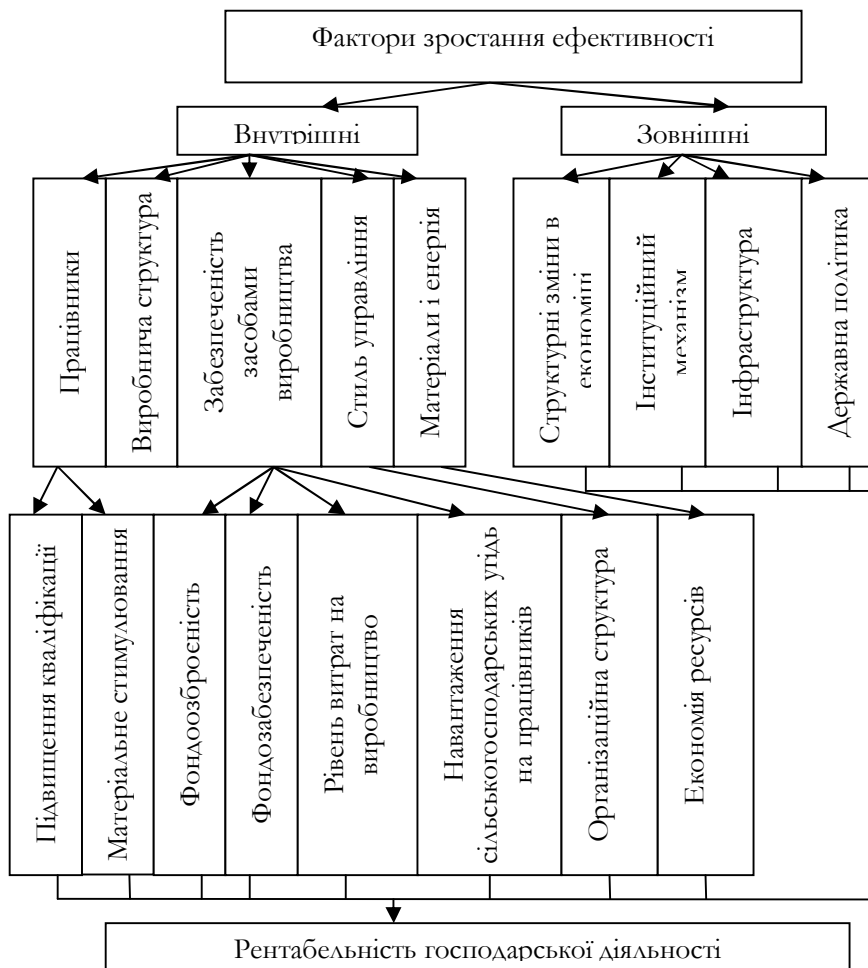 Фактори зростання ефективності
Внутрішні
Зовнішні
Працівники
Виробнича структура
Забезпеченість
засобами
виробництва
Стиль управління
Матеріали і енергія
Структурні зміни в
економіці
Інституційний
механізм
Інфраструктура
Державна політика
Підвищення кваліфікації
Матеріальне стимулювання
Фондоозброєність
Фондозабезпеченість
Рівень витрат на
виробництво
Навантаження
сільськогосподарських угідь
на працівників
Організаційна структура
Економія ресурсів
Рентабельність господарської діяльності